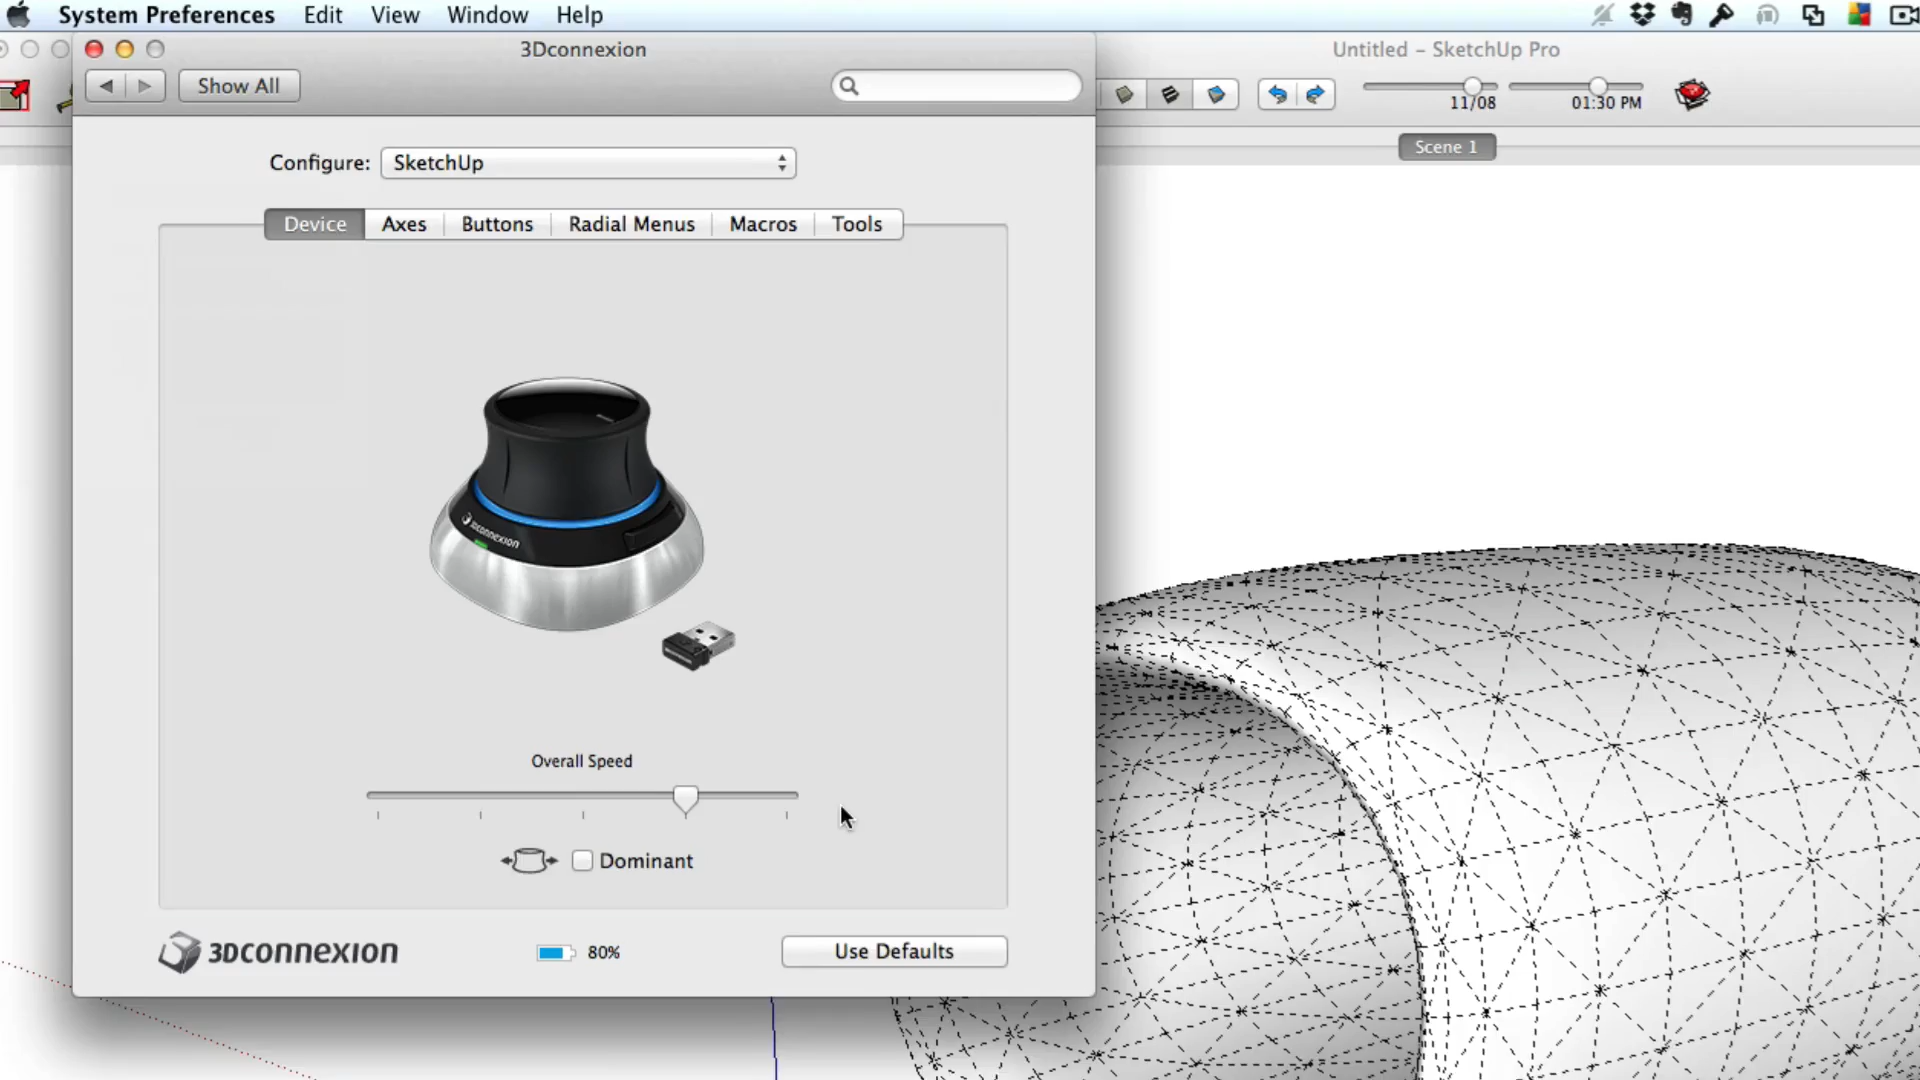 System Preferences Edit View Window Help
3Dconnexion
Untitled – SketchUp Pro
Show All
11/08 01:30 PM
Scene 1
Configure: SketchUp
Device Axes Buttons Radial Menus Macros Tools
3Dconnexion
Overall Speed
Dominant
3Dconnexion 80% Use Defaults